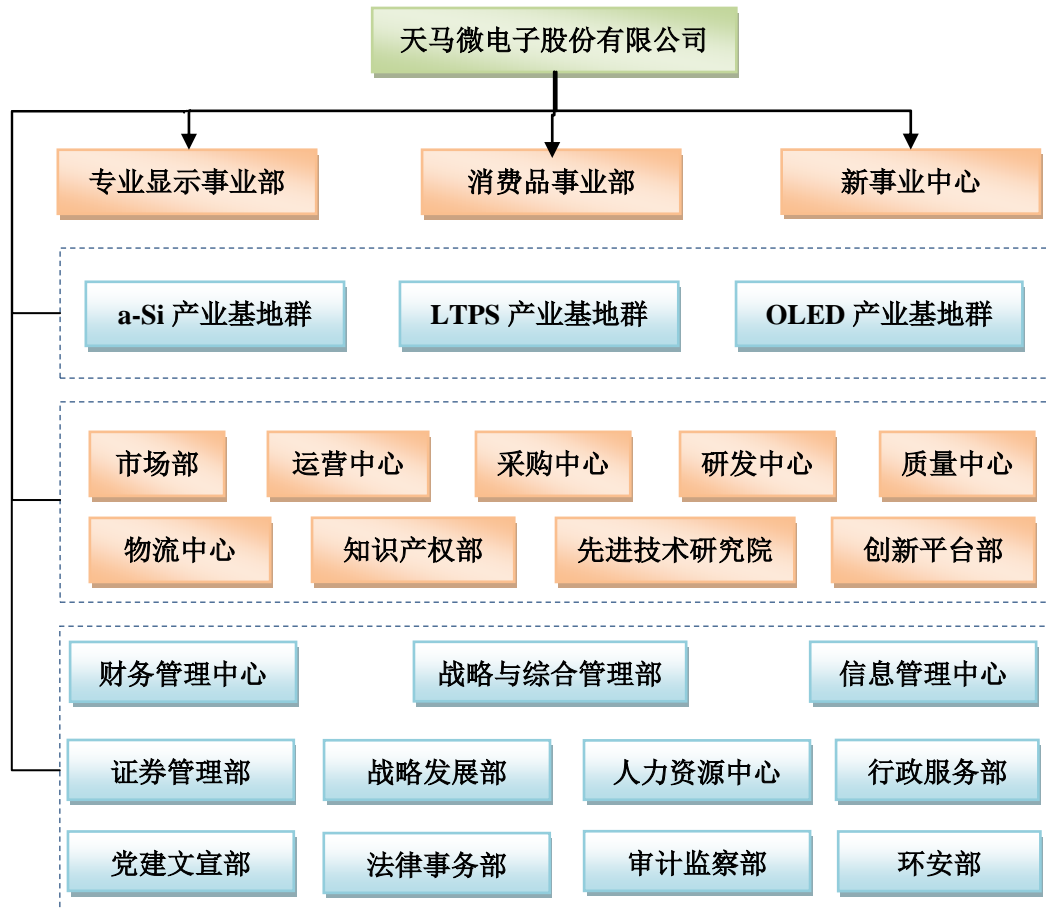 天马微电子股份有限公司
专业显示事业部
消费品事业部
新事业中心
a-Si 产业基地群
LTPS 产业基地群
OLED 产业基地群
市场部
运营中心
采购中心
研发中心
质量中心
物流中心
知识产权部
先进技术研究院
创新平台部
财务管理中心
战略与综合管理部
信息管理中心
证券管理部
战略发展部
人力资源中心
行政服务部
党建文宣部
法律事务部
审计监察部
环安部